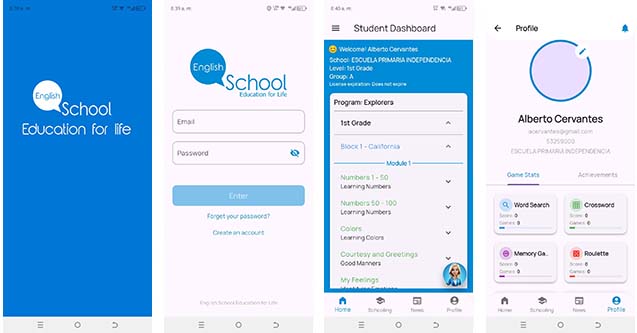 8:39 a. m.
English
School
Education for life
8:39 a. m.
English
School
Education for Life
Email
Password
Enter
Forget your password?
Create an account
English School Education for Life
8:40 a. m.
Student Dashboard
Welcome! Alberto Cervantes
School: ESCUELA PRIMARIA INDEPENDENCIA
Level: 1st Grade
Group: A
License expiration: Does not expire
Program: Explorers
1st Grade
Block 1 - California
Module 1
Numbers 1 - 50
Learning Numbers
Numbers 50 - 100
Learning Numbers
Colors
Learning Colors
Courtesy and Greetings
Good Manners
My Feelings
Home
Schooling
News
Profile
Profile
Alberto Cervantes
acervantes@gmail.com
ESCUELA PRIMARIA INDEPENDENCIA
Game Stats
Achievements
Word Search
Score: 0
Games: 0
Crossword
Score: 0
Games: 0
Memory Ga..
Score: 0
Games: 0
Roulette
Score: 0
Games: 0
Home
Schooling
News
Profile